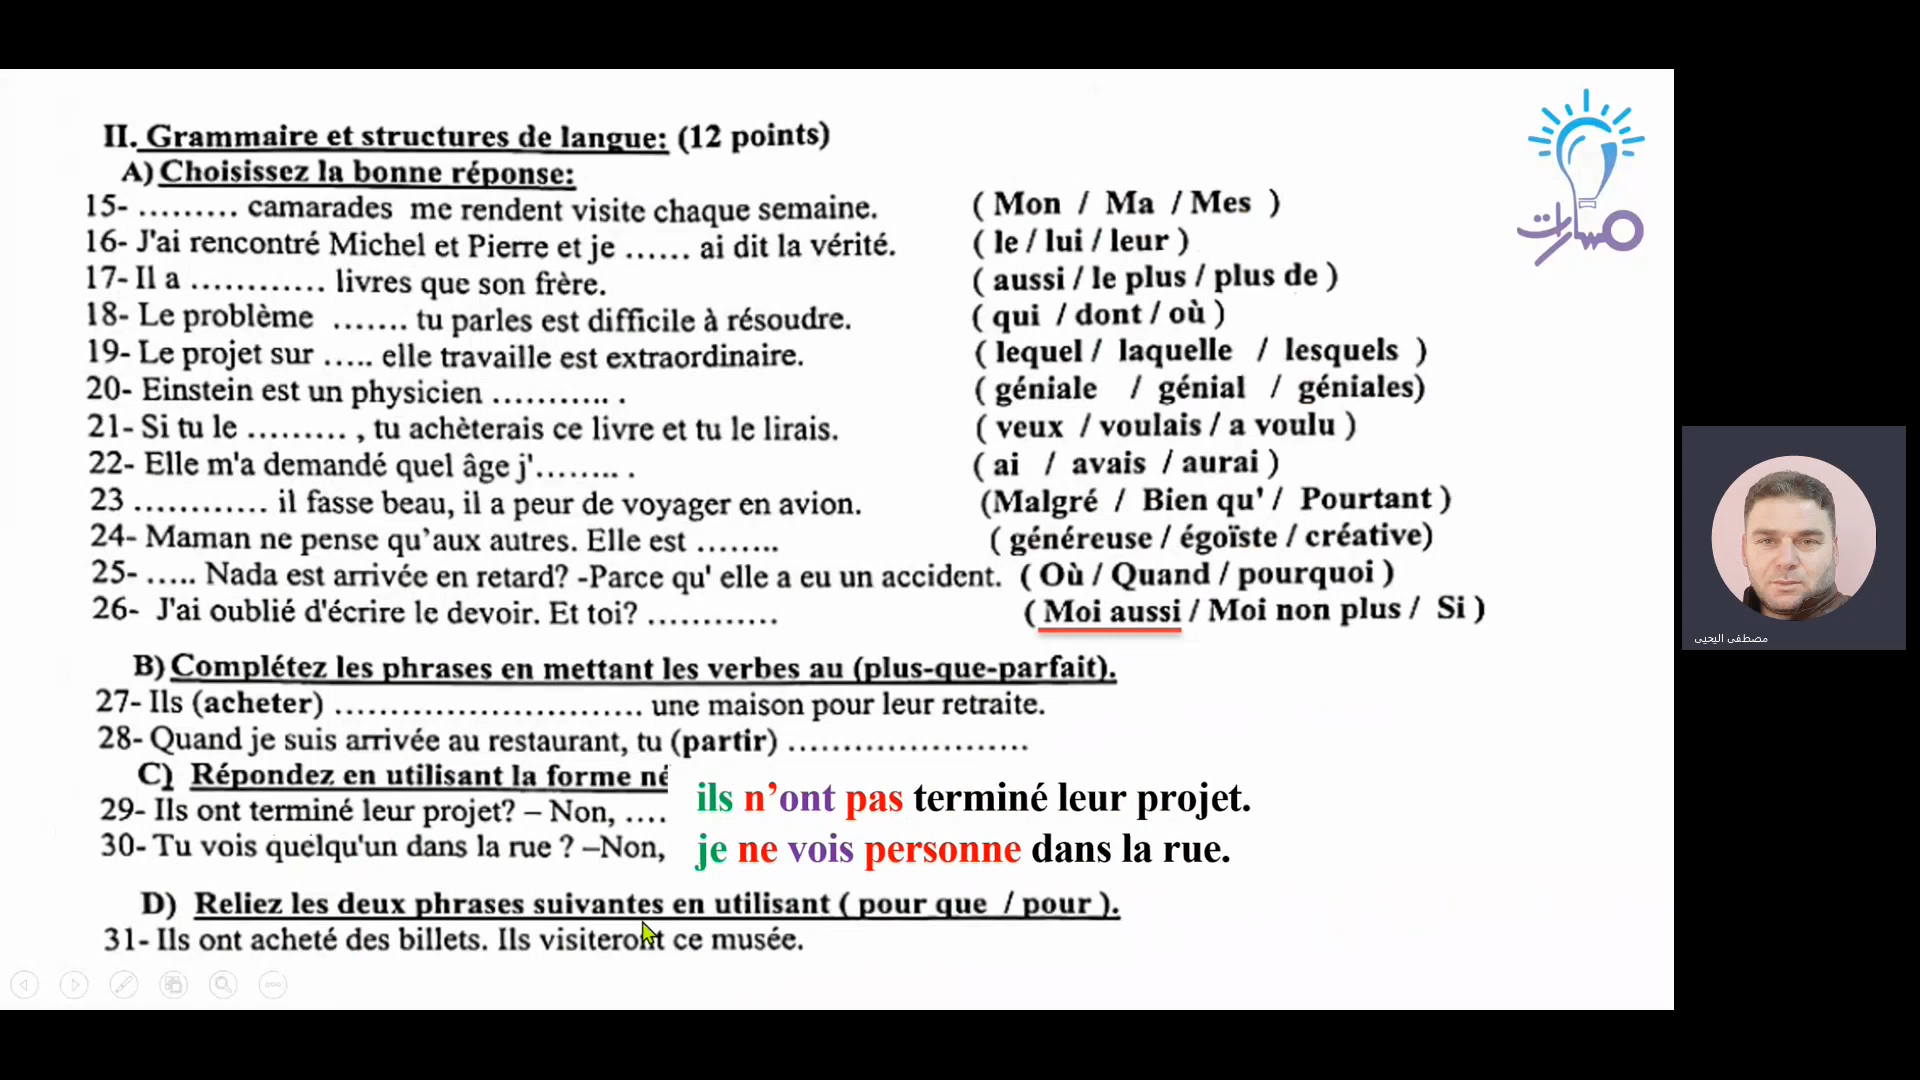 II. Grammaire et structures de langue: (12 points)
A) Choisissez la bonne réponse:
15- ......... camarades me rendent visite chaque semaine. ( Mon / Ma / Mes )
16- J'ai rencontré Michel et Pierre et je ...... ai dit la vérité. ( le / lui / leur )
17- Il a ............ livres que son frère. ( aussi / le plus / plus de )
18- Le problème ....... tu parles est difficile à résoudre. ( qui / dont / où )
19- Le projet sur ..... elle travaille est extraordinaire. ( lequel / laquelle / lesquels )
20- Einstein est un physicien ........... . ( géniale / génial / géniales)
21- Si tu le ......... , tu achèterais ce livre et tu le lirais. ( veux / voulais / a voulu )
22- Elle m'a demandé quel âge j'........ . ( ai / avais / aurai )
23 ............ il fasse beau, il a peur de voyager en avion. (Malgré / Bien qu' / Pourtant )
24- Maman ne pense qu’aux autres. Elle est ........ ( généreuse / égoïste / créative)
25- ..... Nada est arrivée en retard? -Parce qu' elle a eu un accident. ( Où / Quand / pourquoi )
26- J'ai oublié d'écrire le devoir. Et toi? ............ ( Moi aussi / Moi non plus / Si )
B) Complétez les phrases en mettant les verbes au (plus-que-parfait).
27- Ils (acheter) ............................ une maison pour leur retraite.
28- Quand je suis arrivée au restaurant, tu (partir) ......................
C) Répondez en utilisant la forme né
29- Ils ont terminé leur projet? – Non, .... ils n’ont pas terminé leur projet.
30- Tu vois quelqu'un dans la rue ? –Non, je ne vois personne dans la rue.
D) Reliez les deux phrases suivantes en utilisant ( pour que / pour ).
31- Ils ont acheté des billets. Ils visiteront ce musée.
مسارات
مصطفى اليحيى